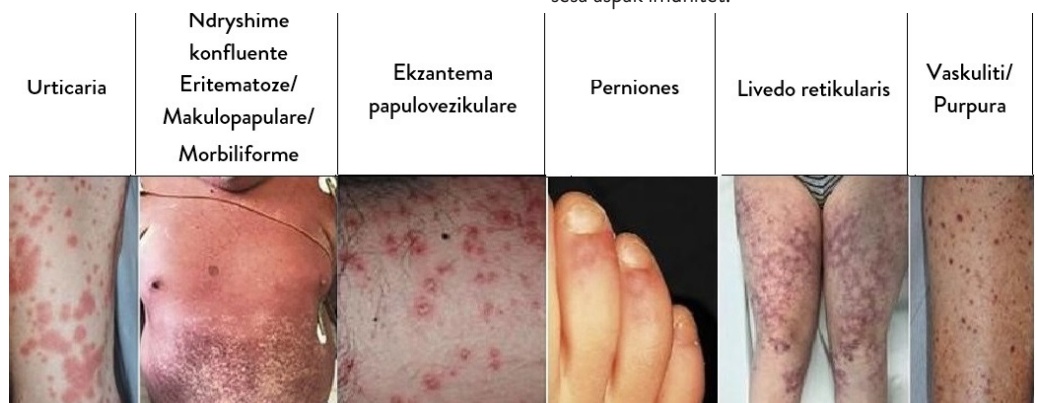 Urticaria
Ndryshime
konfluente
Eritematoze/
Makulopapulare/
Morbiliforme
Ekzantema
papulovezikulare
Perniones
Livedo retikularis
Vaskuliti/
Purpura